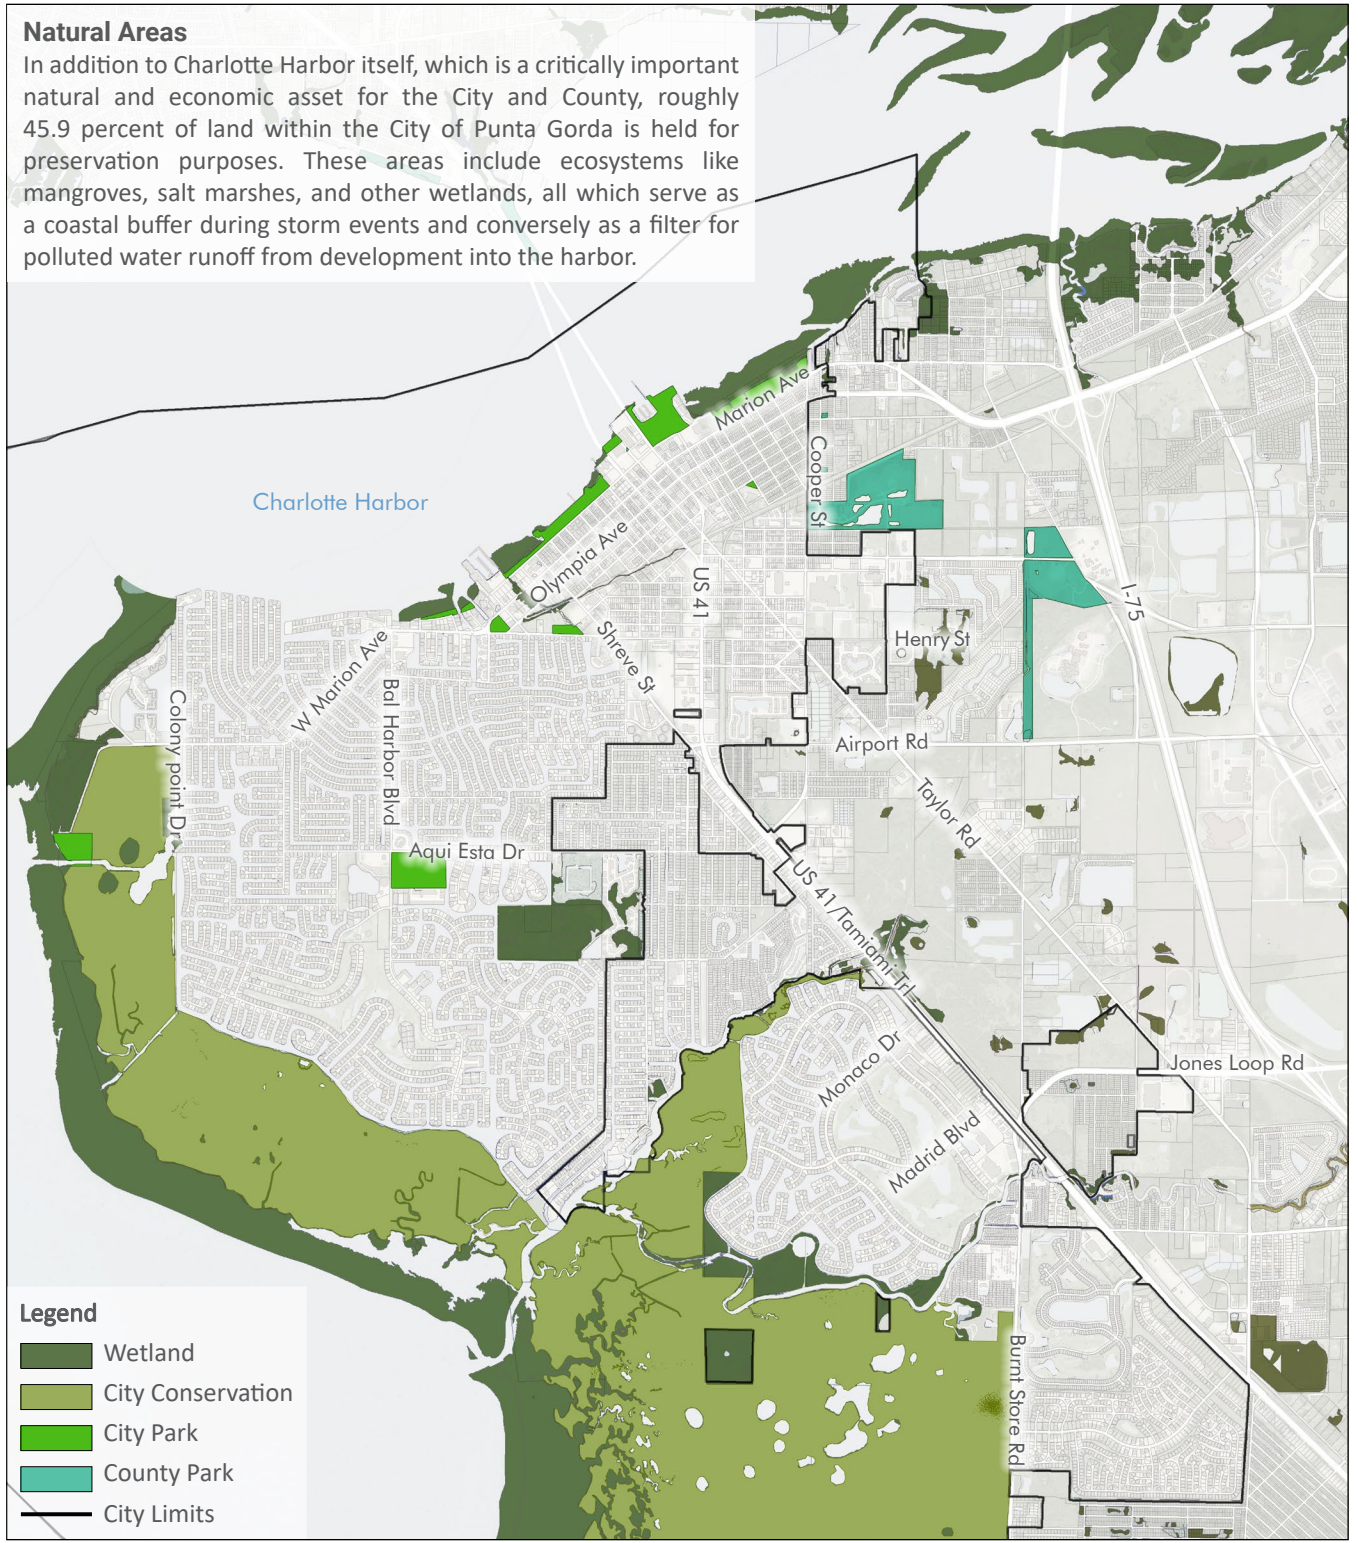 Natural Areas
In addition to Charlotte Harbor itself, which is a critically important
natural and economic asset for the City and County, roughly
45.9 percent of land within the City of Punta Gorda is held for
preservation purposes. These areas include ecosystems like
mangroves, salt marshes, and other wetlands, all which serve as
a coastal buffer during storm events and conversely as a filter for
polluted water runoff from development into the harbor.
Marion Ave
Cooper St
Charlotte Harbor
Olympia Ave
US 41
I-75
Shreve St
Henry St
W Marion Ave
Bal Harbor Blvd
Colony point Dr
Airport Rd
Taylor Rd
Aqui Esta Dr
US 41/Tamiami Trl
Monaco Dr
Jones Loop Rd
Madrid Blvd
Burnt Store Rd
Legend
Wetland
City Conservation
City Park
County Park
City Limits